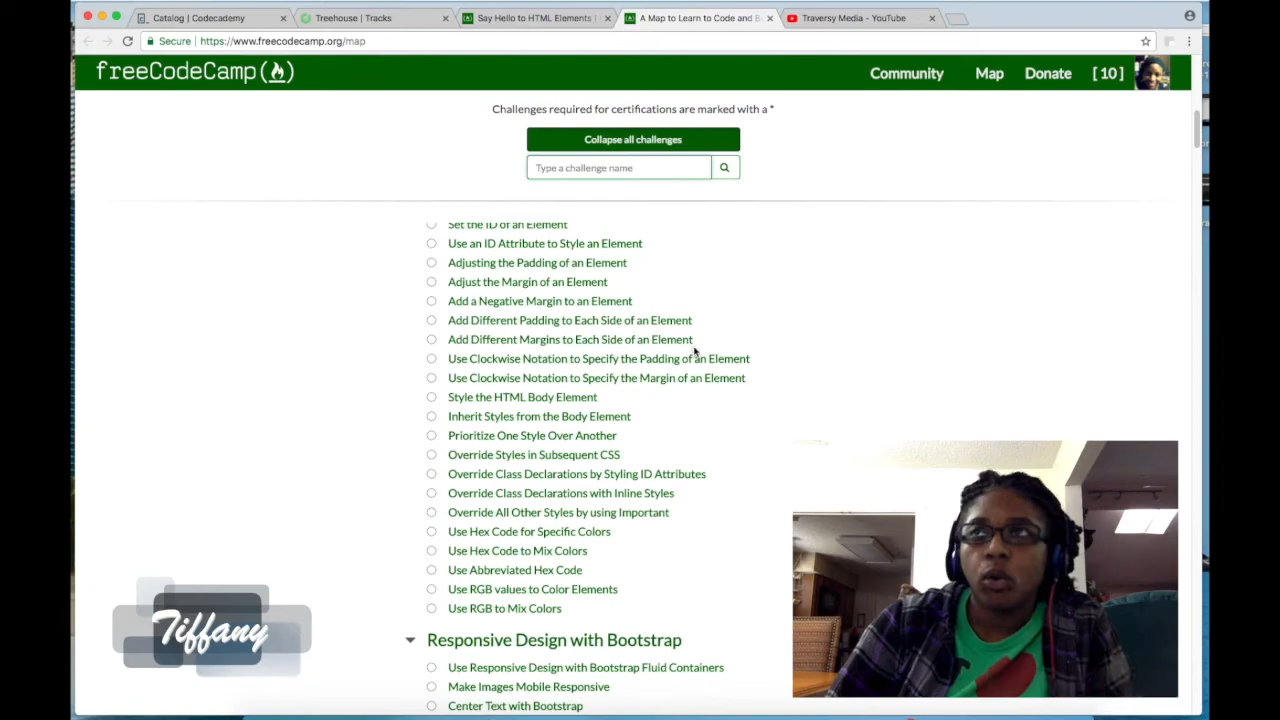 Catalog | Codecademy
Treehouse | Tracks
Say Hello to HTML Elements |
A Map to Learn to Code and B
Traversy Media - YouTube
Secure | https://www.freecodecamp.org/map
freeCodeCamp
Community
Map
Donate
[ 10 ]
Challenges required for certifications are marked with a *
Collapse all challenges
Type a challenge name
Set the ID of an Element
Use an ID Attribute to Style an Element
Adjusting the Padding of an Element
Adjust the Margin of an Element
Add a Negative Margin to an Element
Add Different Padding to Each Side of an Element
Add Different Margins to Each Side of an Element
Use Clockwise Notation to Specify the Padding of an Element
Use Clockwise Notation to Specify the Margin of an Element
Style the HTML Body Element
Inherit Styles from the Body Element
Prioritize One Style Over Another
Override Styles in Subsequent CSS
Override Class Declarations by Styling ID Attributes
Override Class Declarations with Inline Styles
Override All Other Styles by using Important
Use Hex Code for Specific Colors
Use Hex Code to Mix Colors
Use Abbreviated Hex Code
Use RGB values to Color Elements
Use RGB to Mix Colors
Tiffany
Responsive Design with Bootstrap
Use Responsive Design with Bootstrap Fluid Containers
Make Images Mobile Responsive
Center Text with Bootstrap